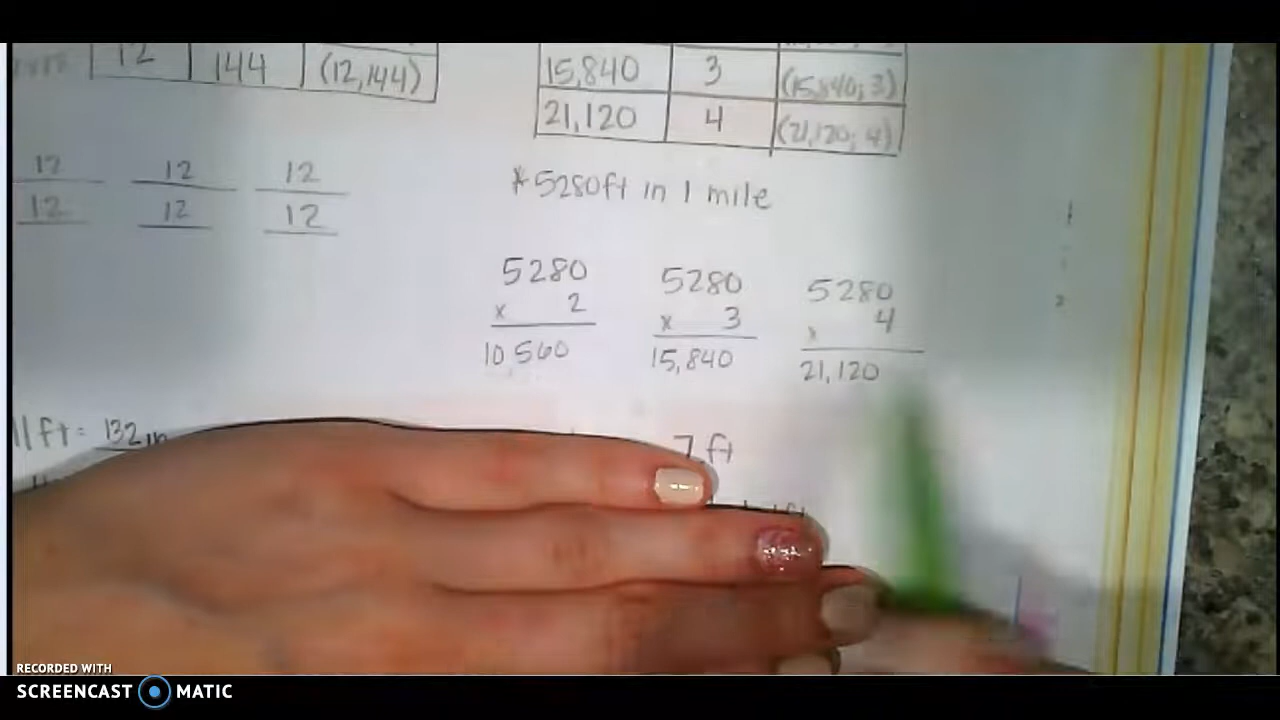 12 144 (12,144)
15,840 3 (15,840; 3)
21,120 4 (21,120; 4)
12 12 12
12 12 12
*5280ft in 1 mile
5280 5280 5280
x 2 x 3 x 4
10,560 15,840 21,120
11ft = 132 in
7 ft
RECORDED WITH
SCREENCAST MATIC